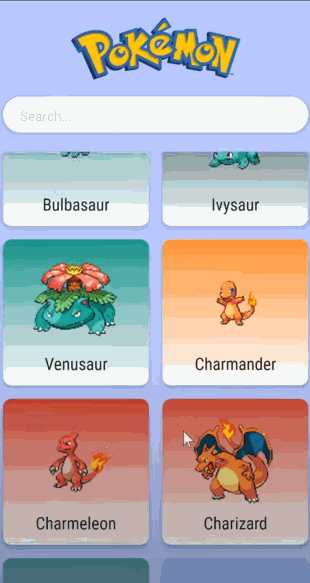 POKéMON
Search...
Bulbasaur
Ivysaur
Venusaur
Charmander
Charmeleon
Charizard